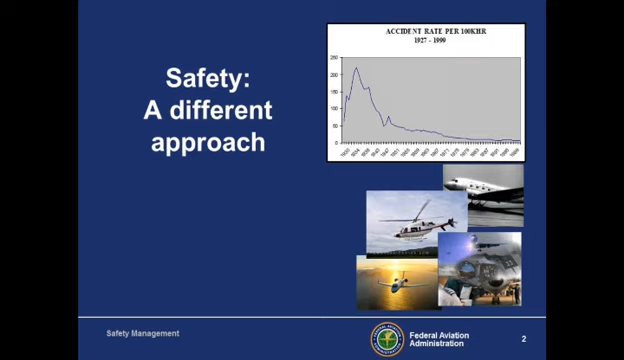 Safety:
A different
approach
ACCIDENT RATE PER 100KHR
1927 - 1999
250
200
150
100
50
0
Safety Management
Federal Aviation
Administration
2